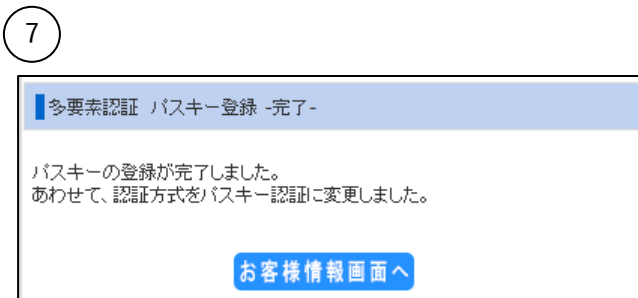 7
多要素認証 パスキー登録 -完了-
パスキーの登録が完了しました。
あわせて、認証方式をパスキー認証に変更しました。
お客様情報画面へ